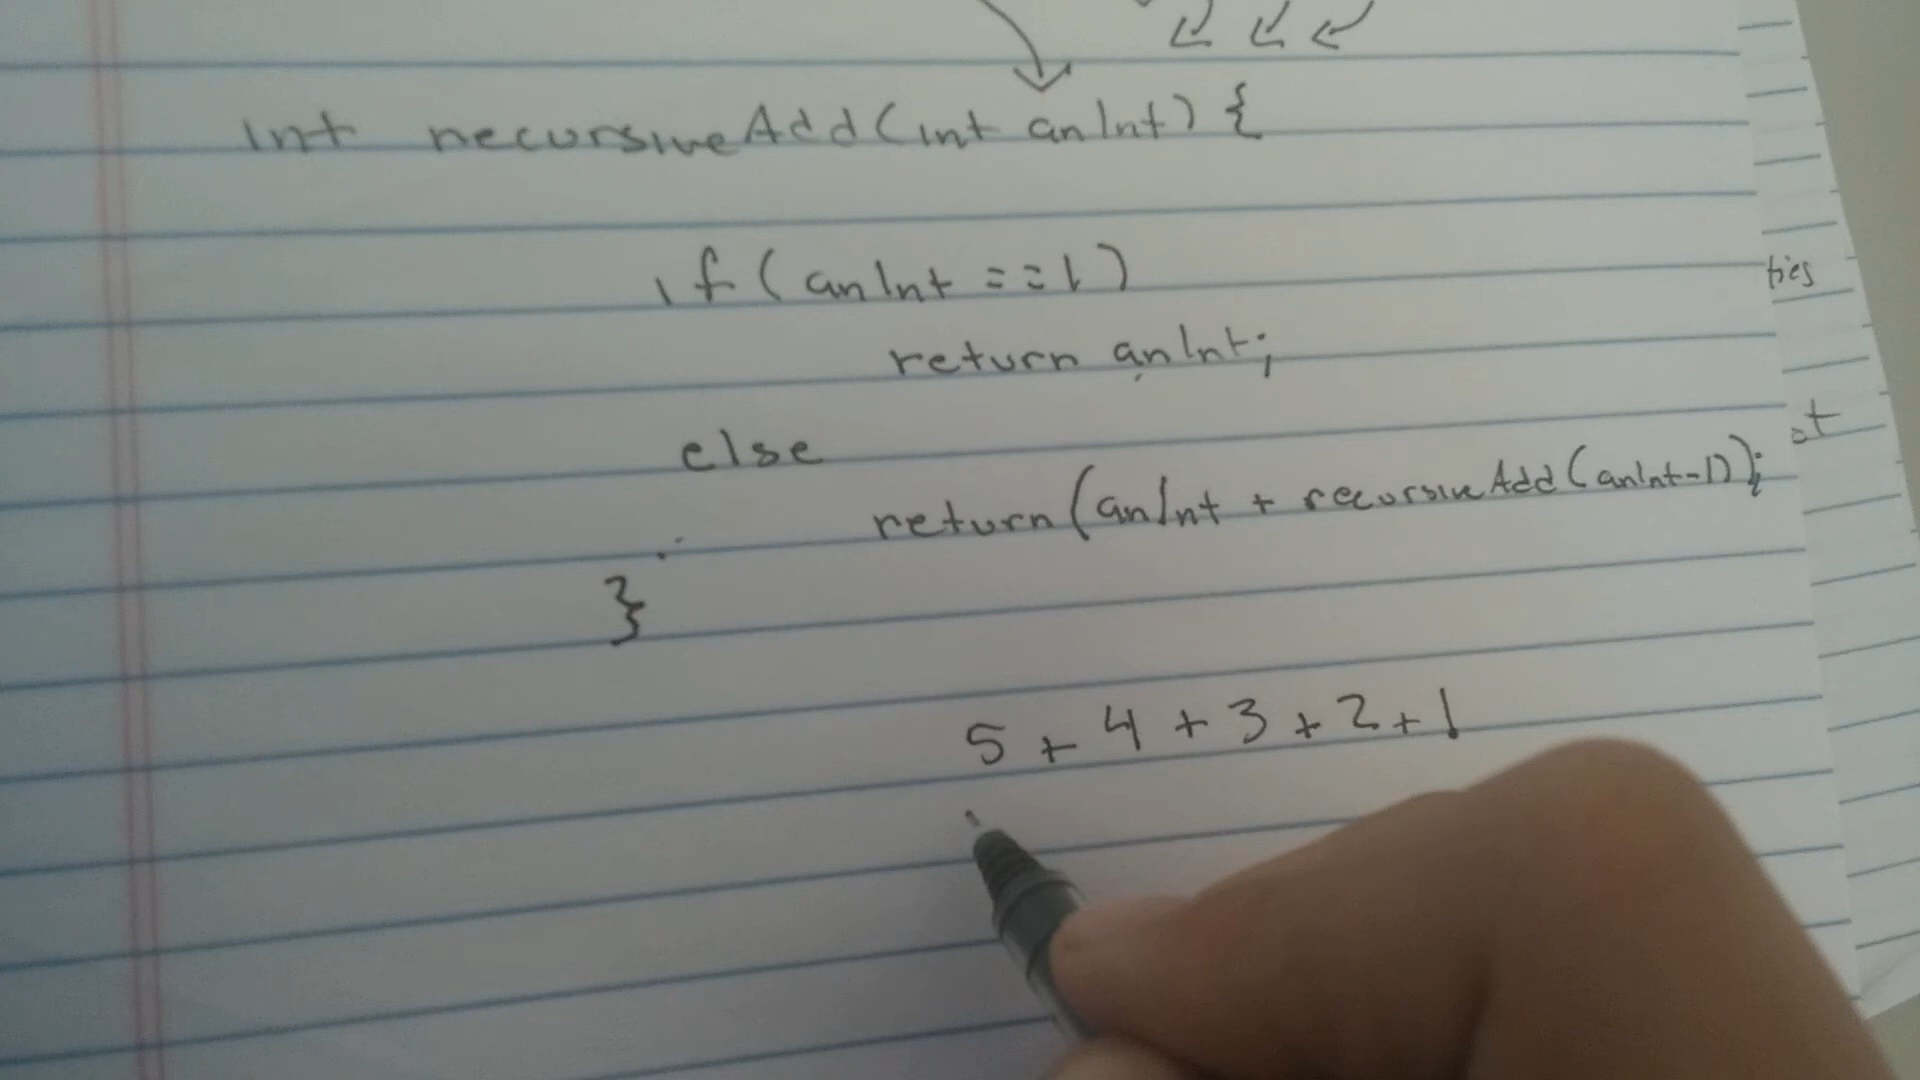 int recursiveAdd(int anInt) {
if (anInt ==1)
return anInt;
else
return (anInt + recursiveAdd(anInt-1);
}
5 + 4 + 3 + 2 + 1
ties